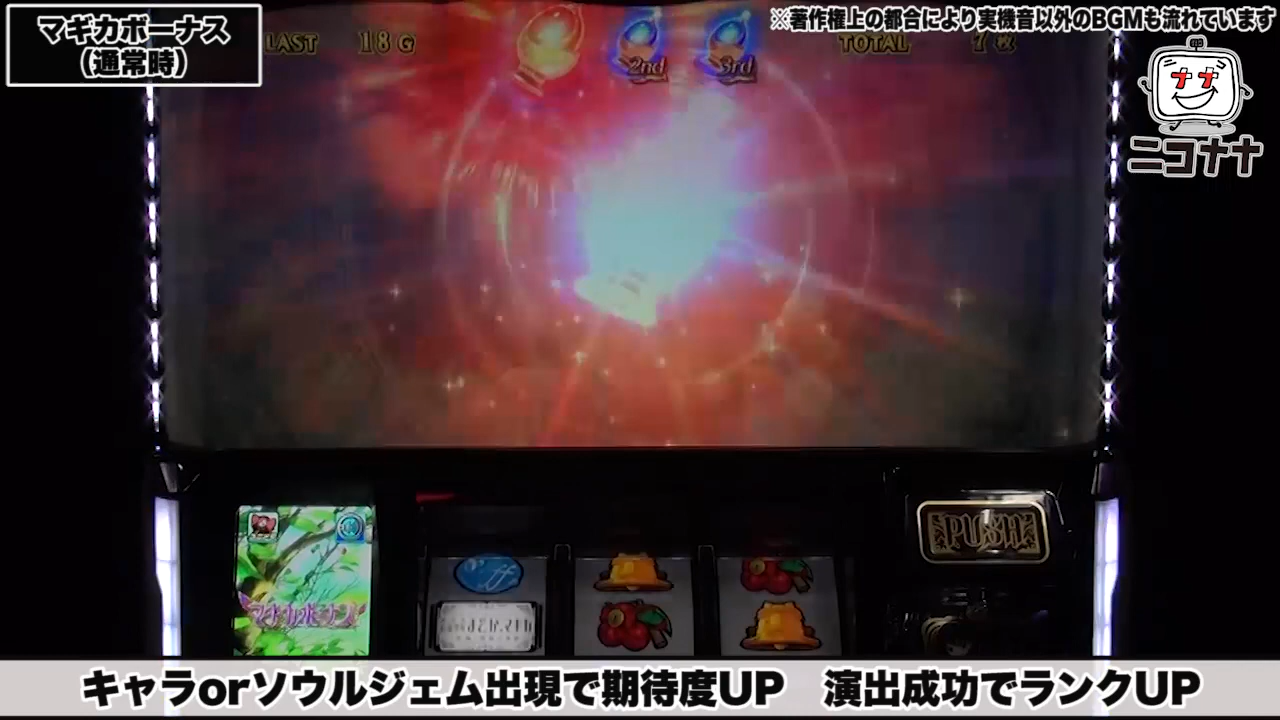 マギカボーナス
(通常時)
※著作権上の都合により実機音以外のBGMも流れています
LAST 18 G
2nd
3rd
TOTAL 7 枚
ニコナナ
PUSH
マギカボーナス
キャラorソウルジェム出現で期待度UP 演出成功でランクUP